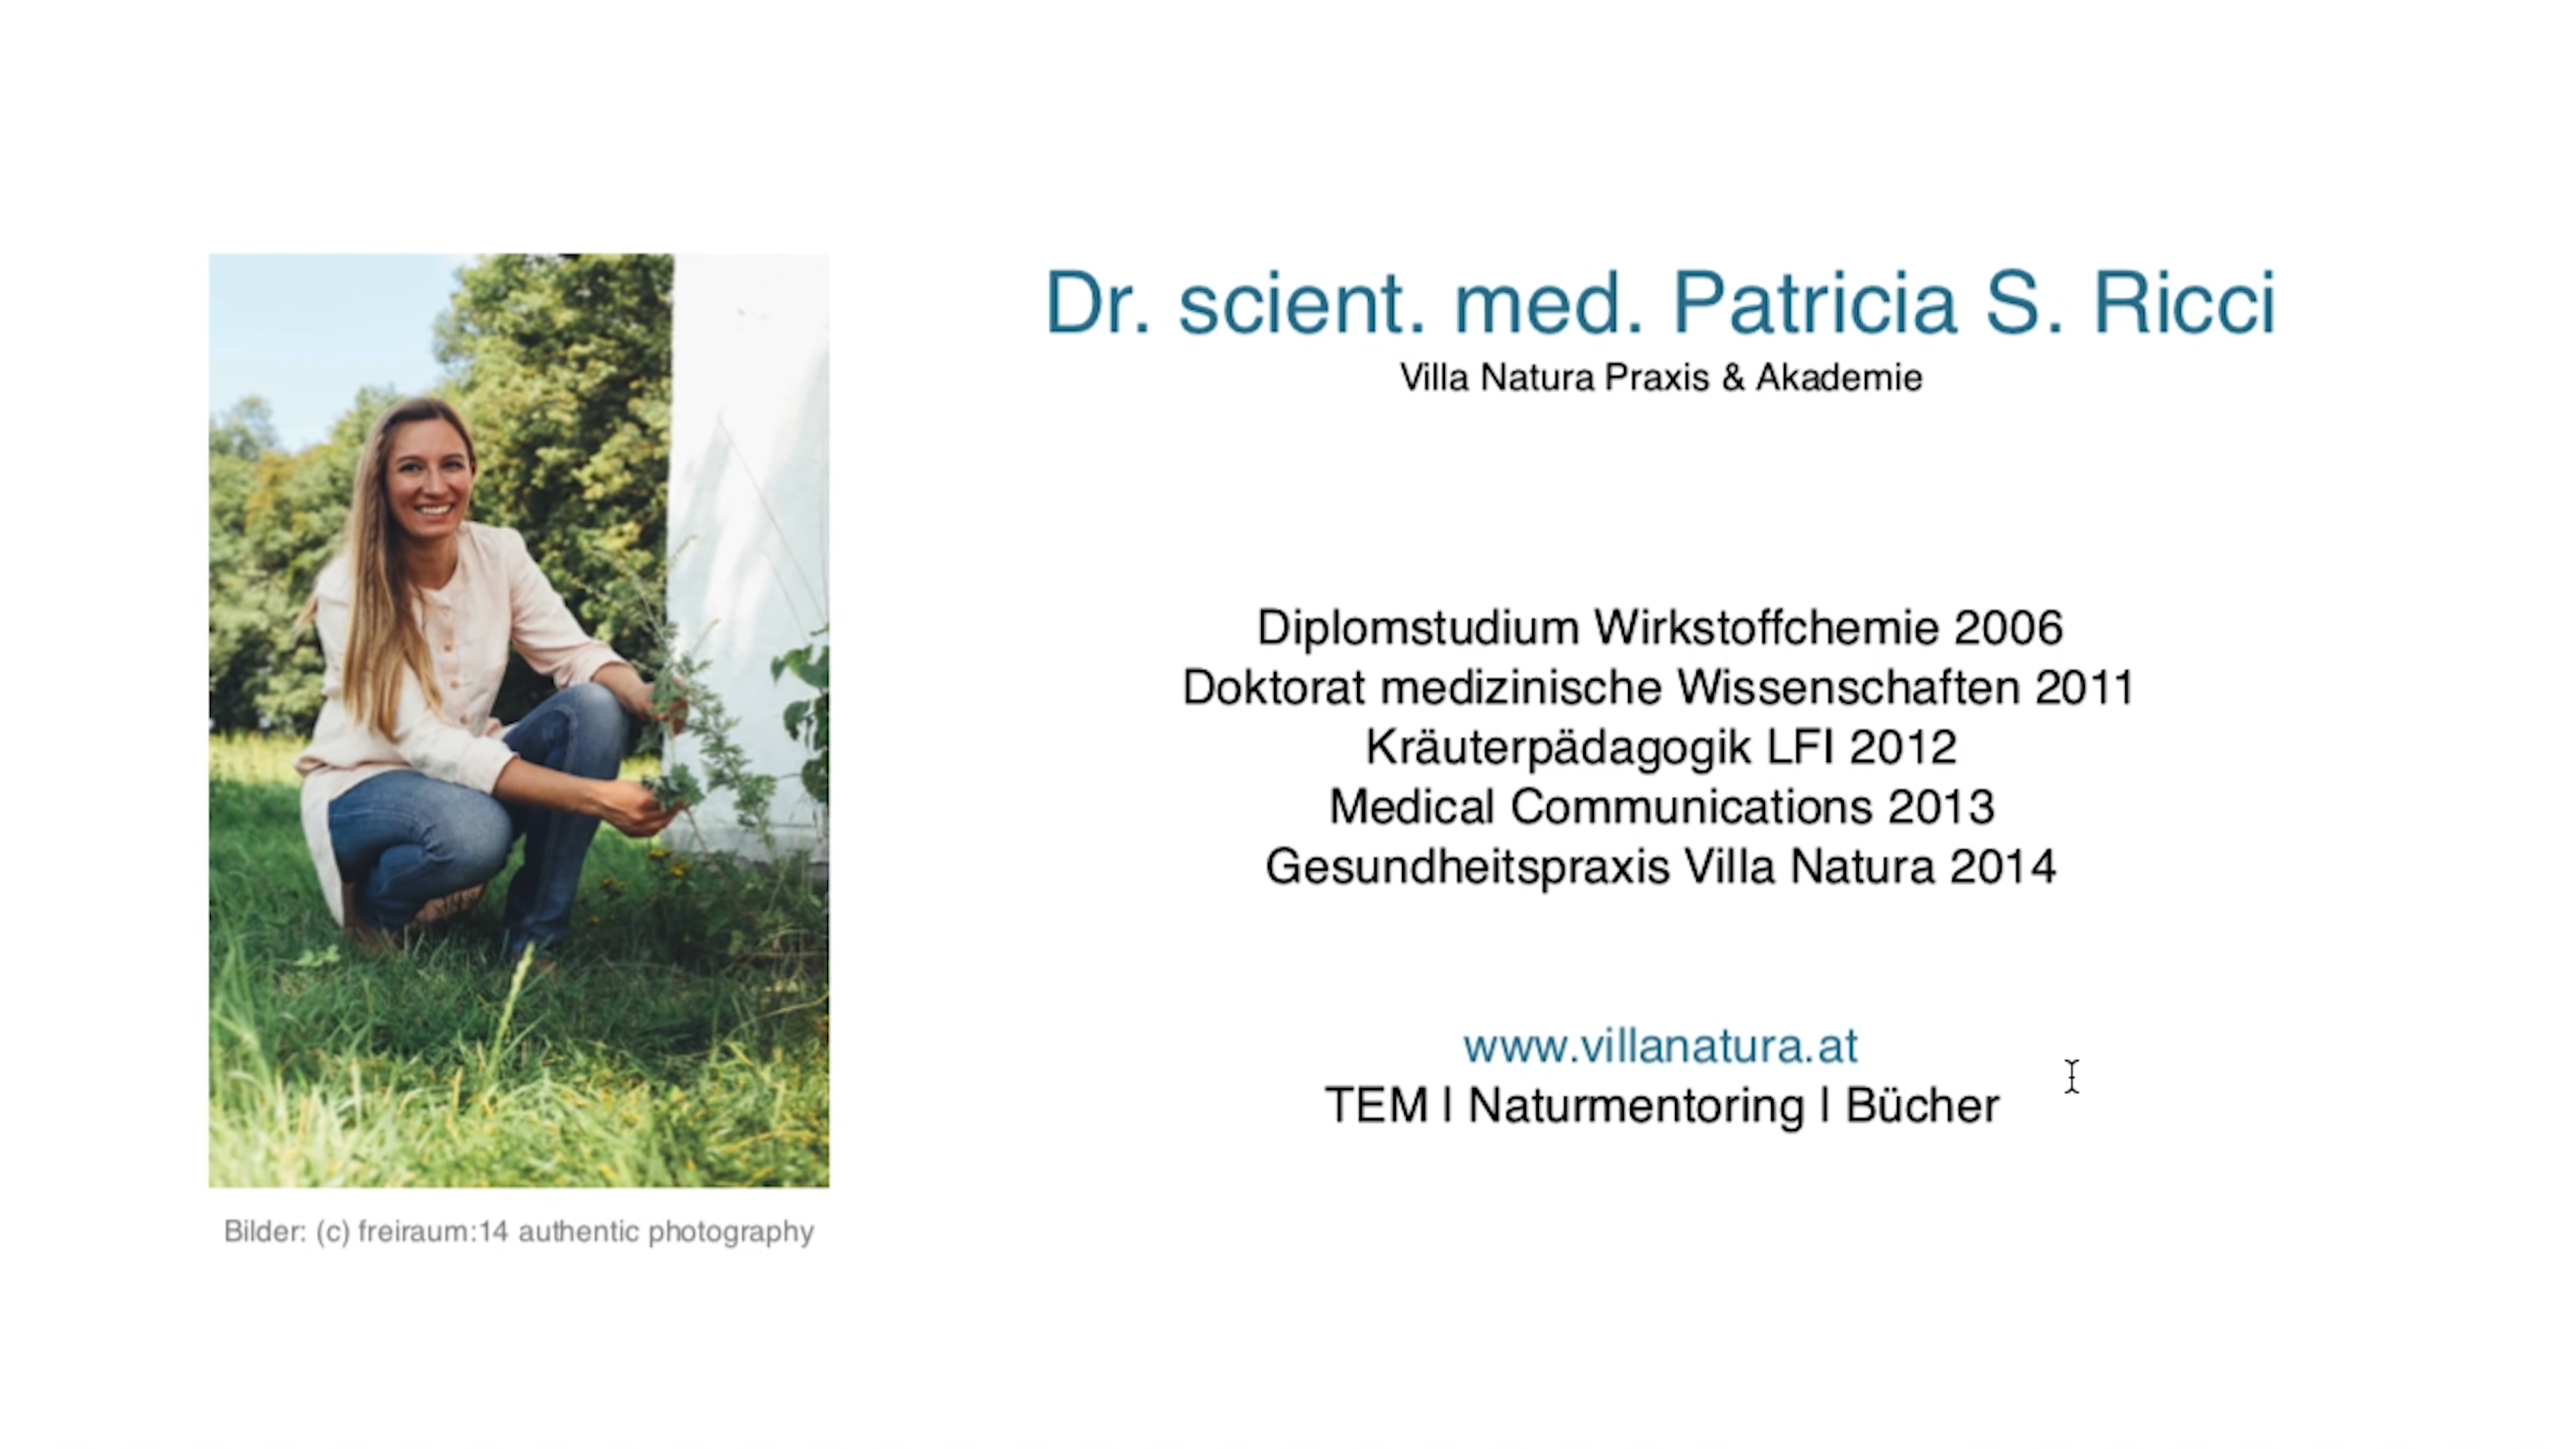 Dr. scient. med. Patricia S. Ricci
Villa Natura Praxis & Akademie
Diplomstudium Wirkstoffchemie 2006
Doktorat medizinische Wissenschaften 2011
Kräuterpädagogik LFI 2012
Medical Communications 2013
Gesundheitspraxis Villa Natura 2014
www.villanatura.at
TEM | Naturmentoring | Bücher
Bilder: (c) freiraum:14 authentic photography